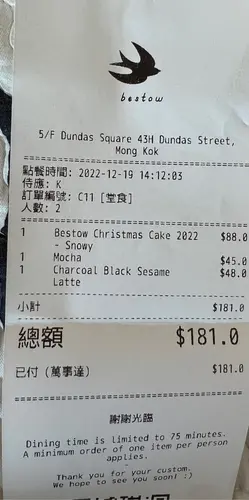 bestow
5/F Dundas Square 43H Dundas Street,
Mong Kok
點餐時間: 2022-12-19 14:12:03
侍應: K
訂單編號: C11 [堂食]
人數: 2
1 Bestow Christmas Cake 2022 $88.0
- Snowy
1 Mocha $45.0
1 Charcoal Black Sesame $48.0
Latte
小計 $181.0
總額 $181.0
已付 (萬事達) $181.0
謝謝光臨
Dining time is limited to 75 minutes.
A minimum order of one item per person
applies.
-
Thank you for your custom.
We hope to see you soon! :)